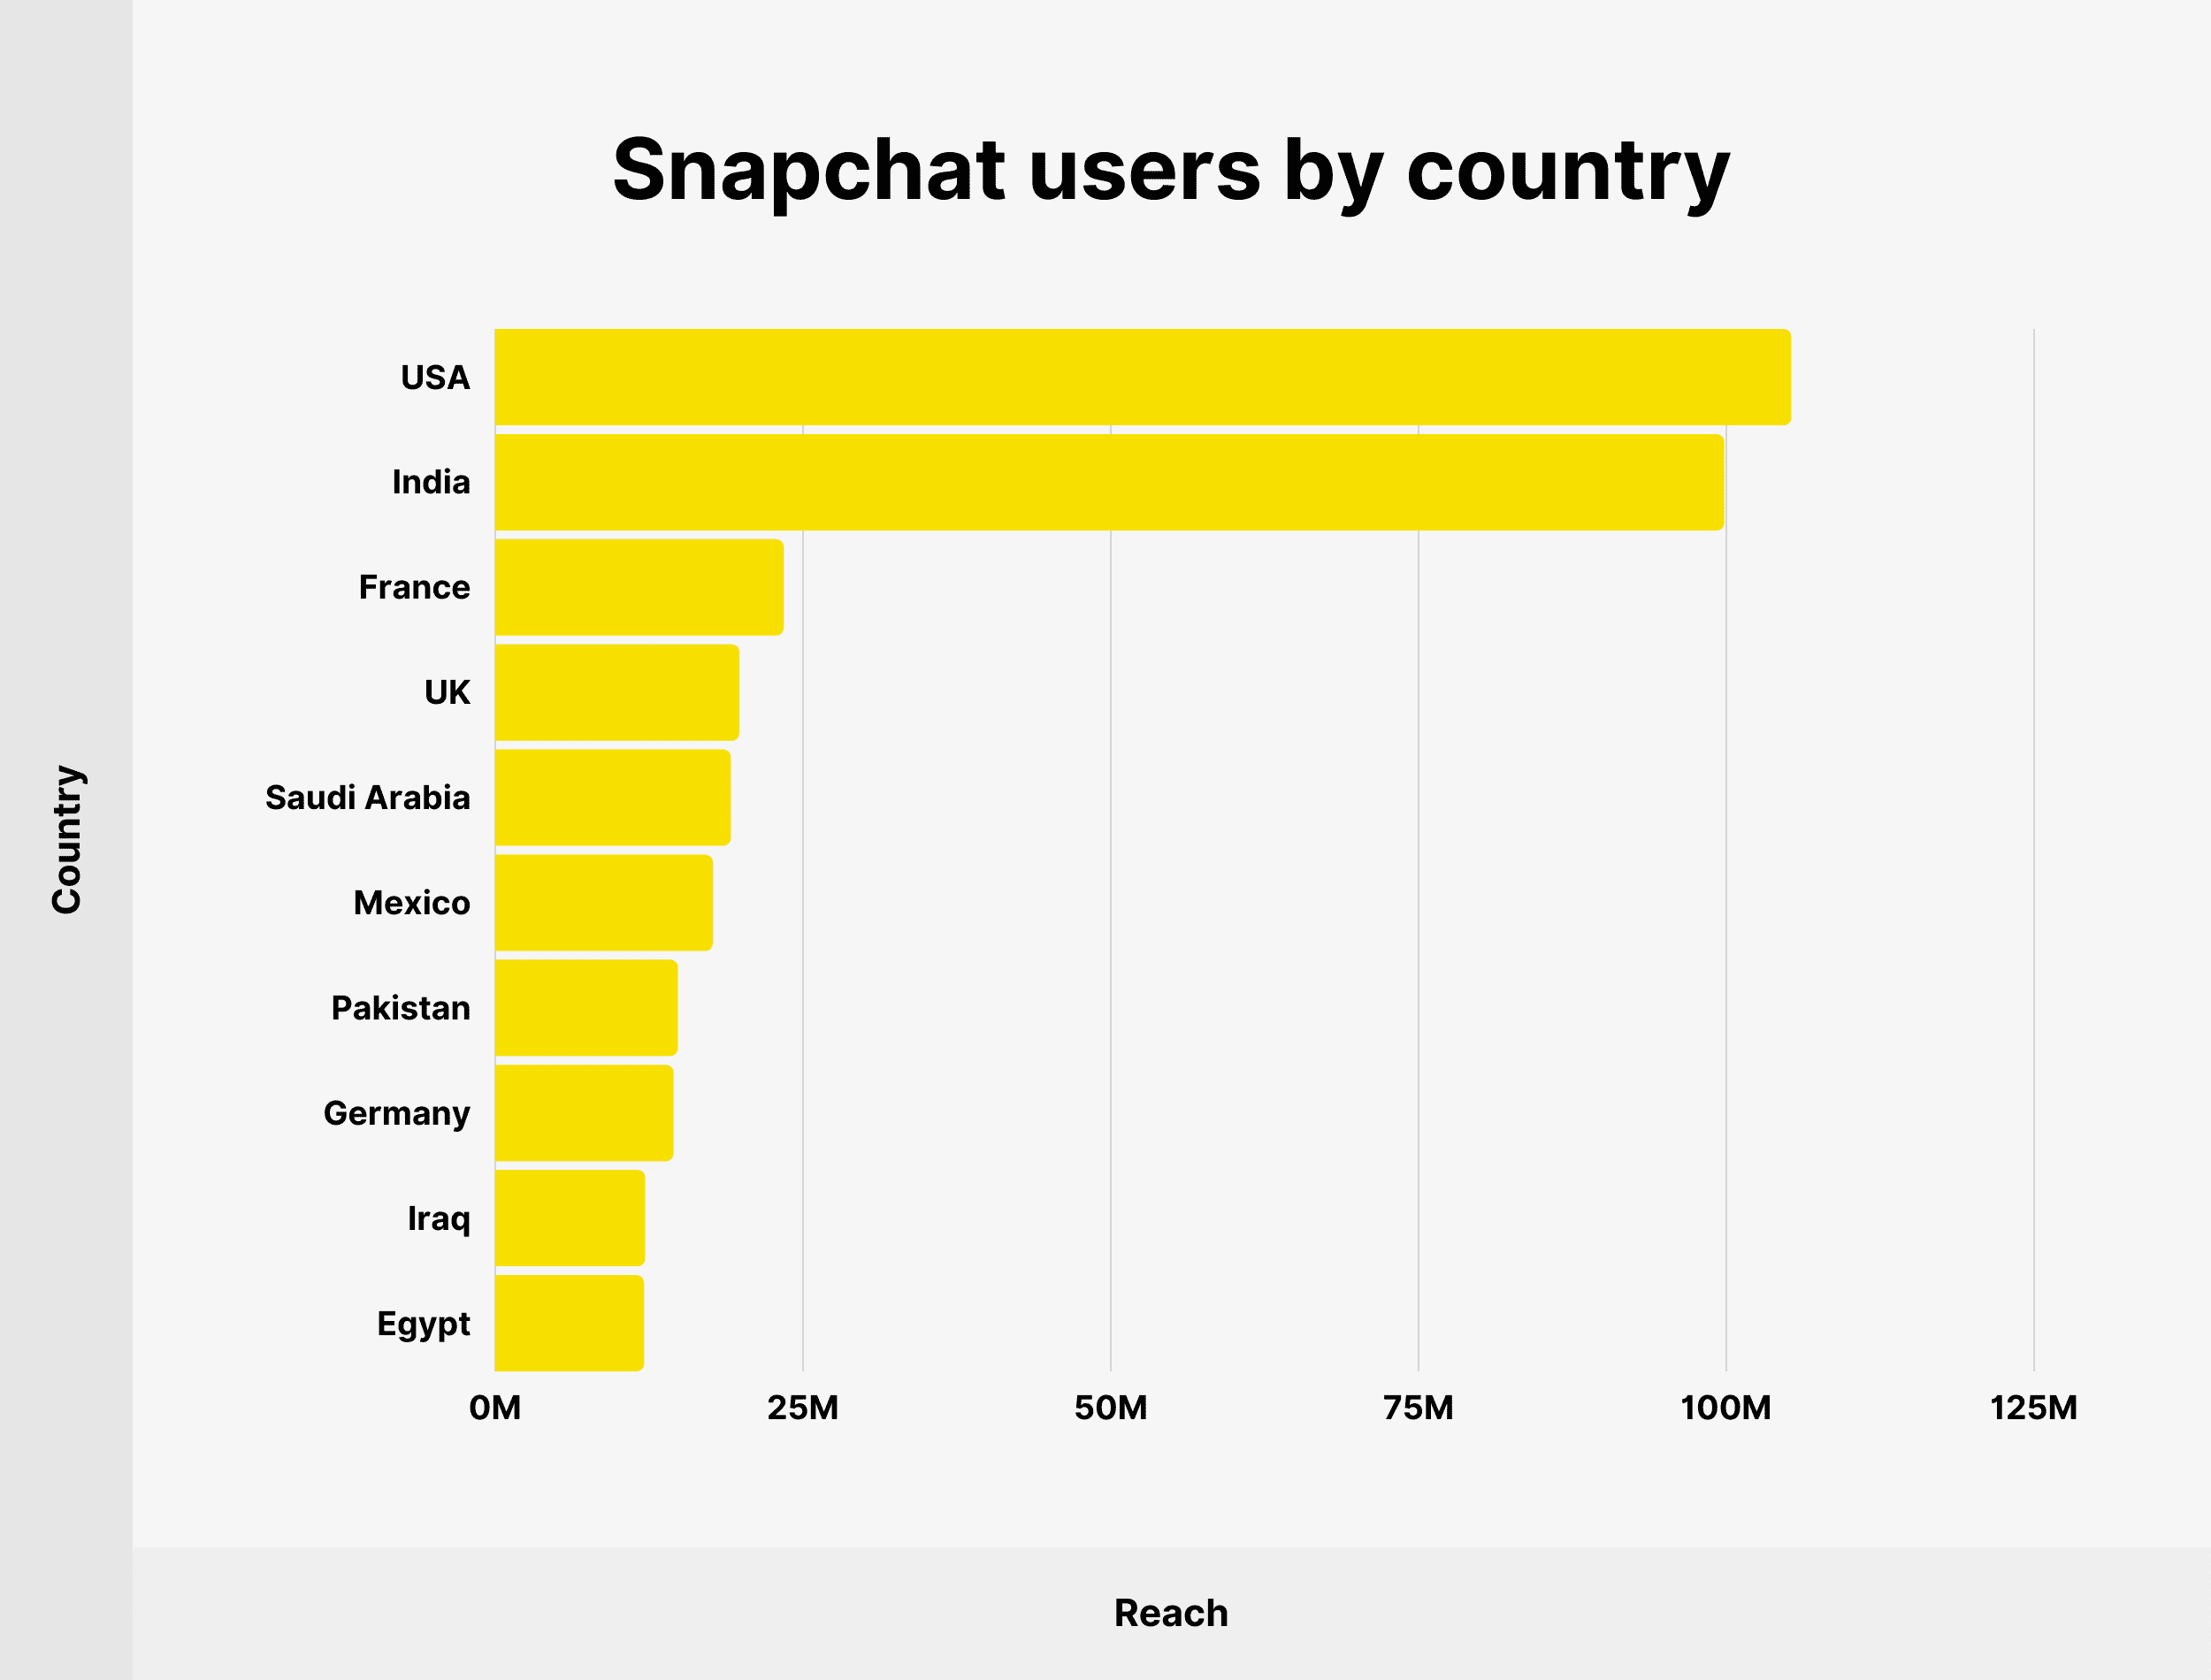 Snapchat users by country
Country
USA
India
France
UK
Saudi Arabia
Mexico
Pakistan
Germany
Iraq
Egypt
0M 25M 50M 75M 100M 125M
Reach